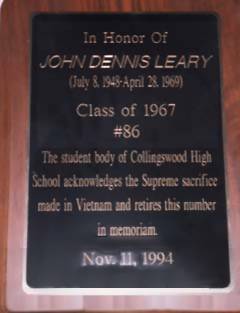 In Honor Of
JOHN DENNIS LEARY
(July 8, 1948-April 28, 1969)
Class of 1967
#86
The student body of Collingswood High
School acknowledges the Supreme sacrifice
made in Vietnam and retires this number
in memoriam.
Nov. 11, 1994